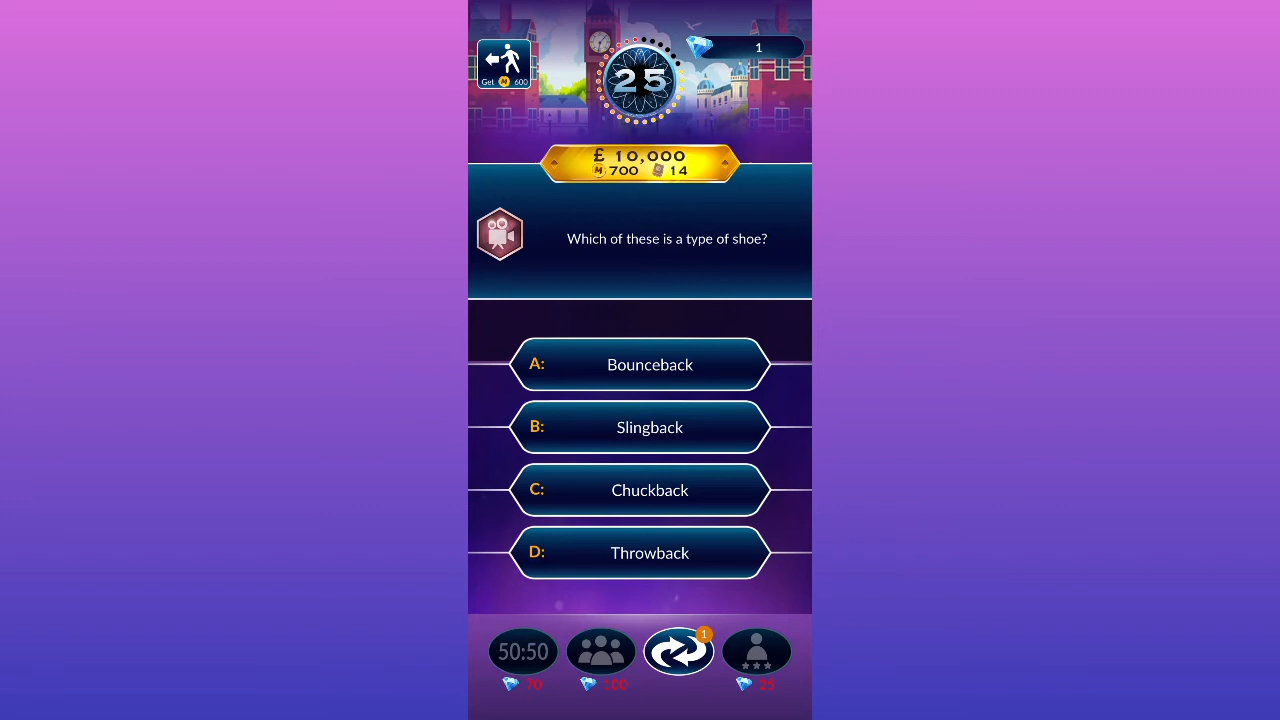 1
25
Get M 600
£ 10,000
M 700 14
Which of these is a type of shoe?
A: Bounceback
B: Slingback
C: Chuckback
D: Throwback
1
50:50
70
100
25